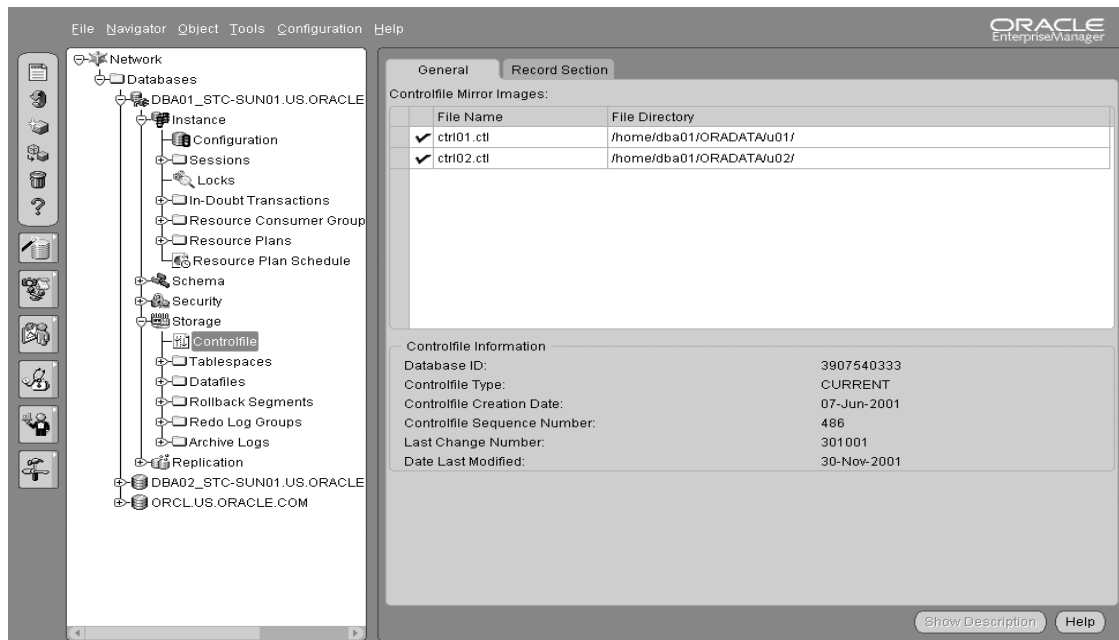 File Navigator Object Tools Configuration Help
ORACLE
EnterpriseManager
Network
Databases
DBA01_STC-SUN01.US.ORACLE
Instance
Configuration
Sessions
Locks
In-Doubt Transactions
Resource Consumer Group
Resource Plans
Resource Plan Schedule
Schema
Security
Storage
Controlfile
Tablespaces
Datafiles
Rollback Segments
Redo Log Groups
Archive Logs
Replication
DBA02_STC-SUN01.US.ORACLE
ORCL.US.ORACLE.COM
General Record Section
Controlfile Mirror Images:
File Name File Directory
ctrl01.ctl /home/dba01/ORADATA/u01/
ctrl02.ctl /home/dba01/ORADATA/u02/
Controlfile Information
Database ID: 3907540333
Controlfile Type: CURRENT
Controlfile Creation Date: 07-Jun-2001
Controlfile Sequence Number: 486
Last Change Number: 301001
Date Last Modified: 30-Nov-2001
Show Description Help